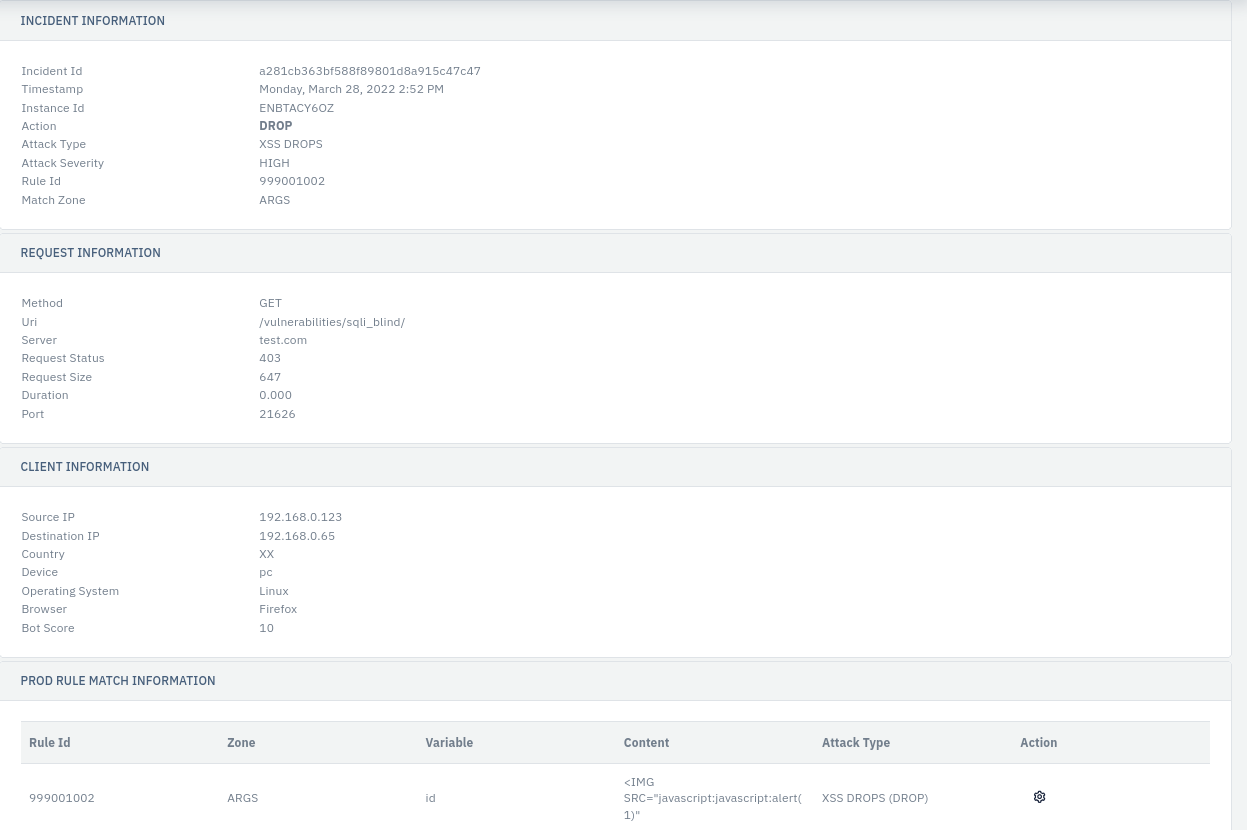 INCIDENT INFORMATION
Incident Id a281cb363bf588f89801d8a915c47c47
Timestamp Monday, March 28, 2022 2:52 PM
Instance Id ENBTACY6OZ
Action DROP
Attack Type XSS DROPS
Attack Severity HIGH
Rule Id 999001002
Match Zone ARGS
REQUEST INFORMATION
Method GET
Uri /vulnerabilities/sqli_blind/
Server test.com
Request Status 403
Request Size 647
Duration 0.000
Port 21626
CLIENT INFORMATION
Source IP 192.168.0.123
Destination IP 192.168.0.65
Country XX
Device pc
Operating System Linux
Browser Firefox
Bot Score 10
PROD RULE MATCH INFORMATION
Rule Id Zone Variable Content Attack Type Action
<IMG
999001002 ARGS id SRC="javascript:javascript:alert( XSS DROPS (DROP)
1)"